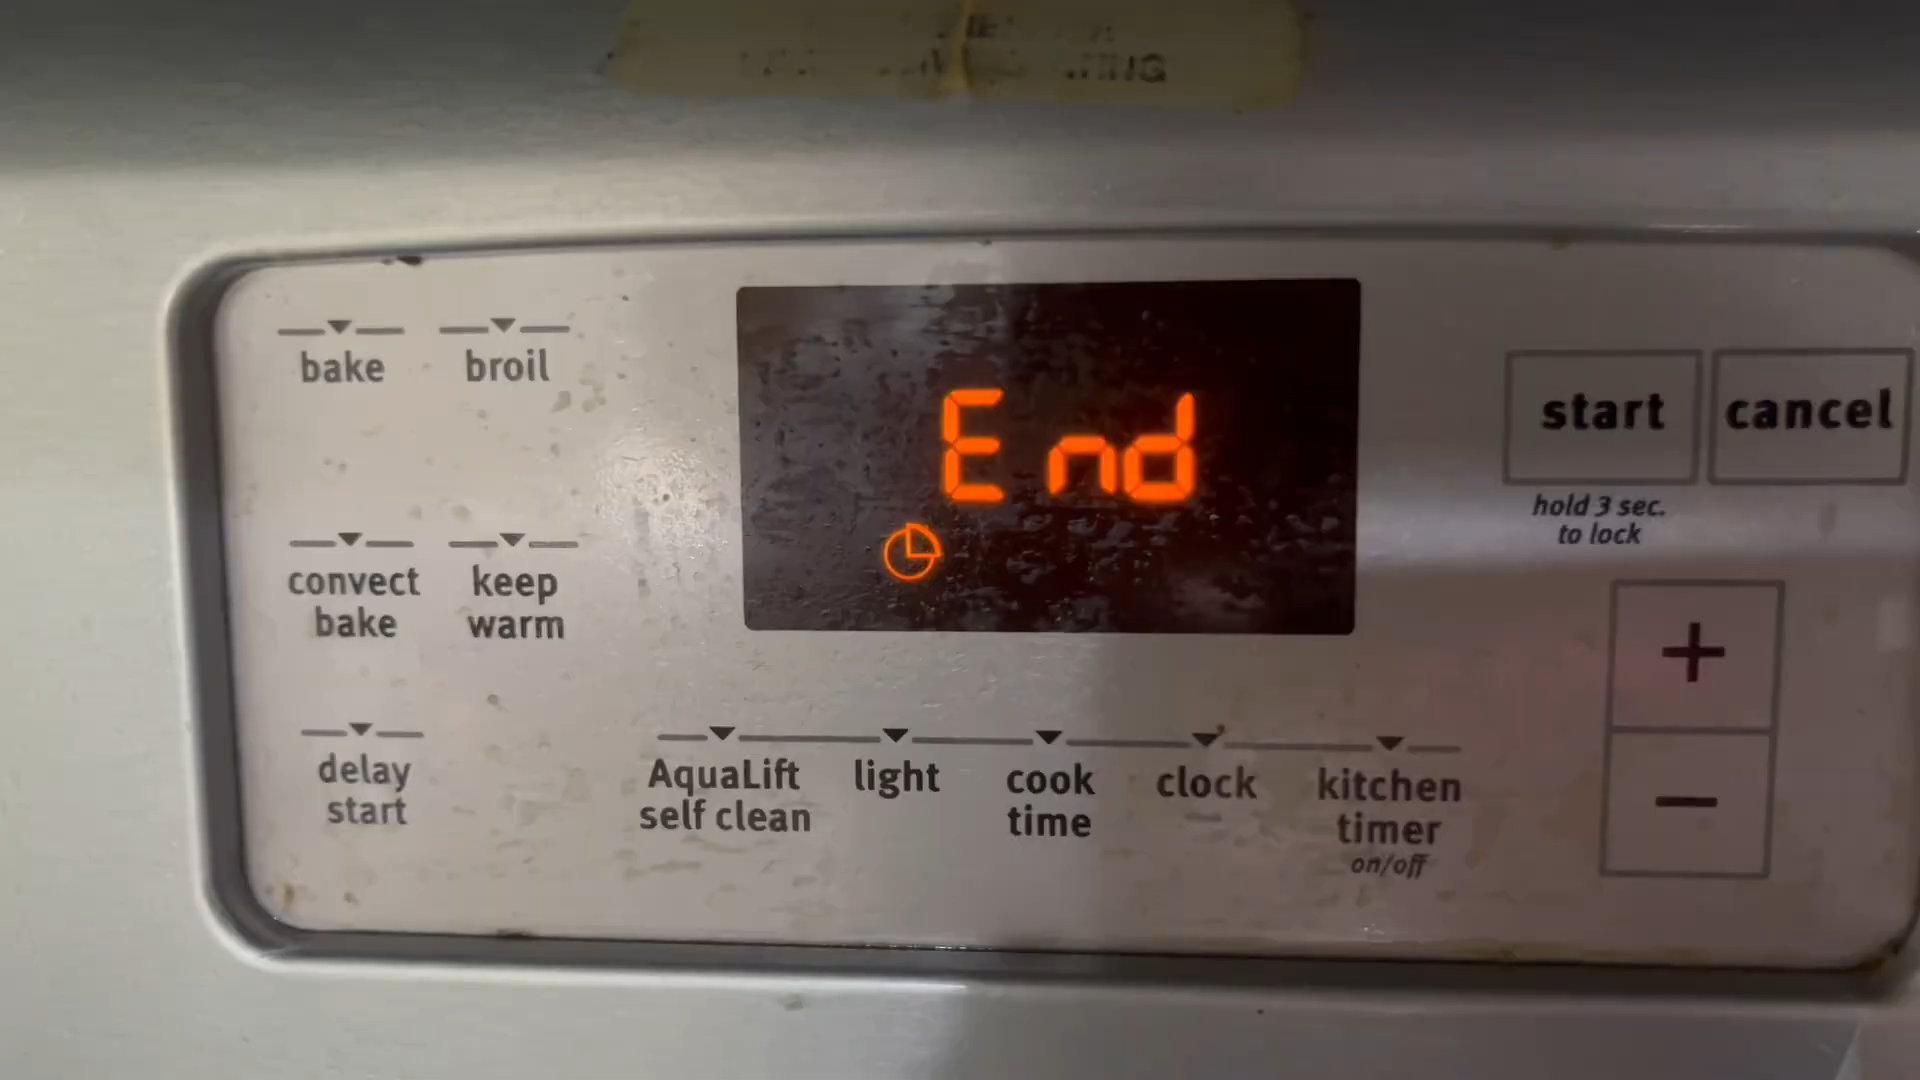 bake
broil
End
start
cancel
hold 3 sec.
to lock
convect
bake
keep
warm
+
−
delay
start
AquaLift
self clean
light
cook
time
clock
kitchen
timer
on/off